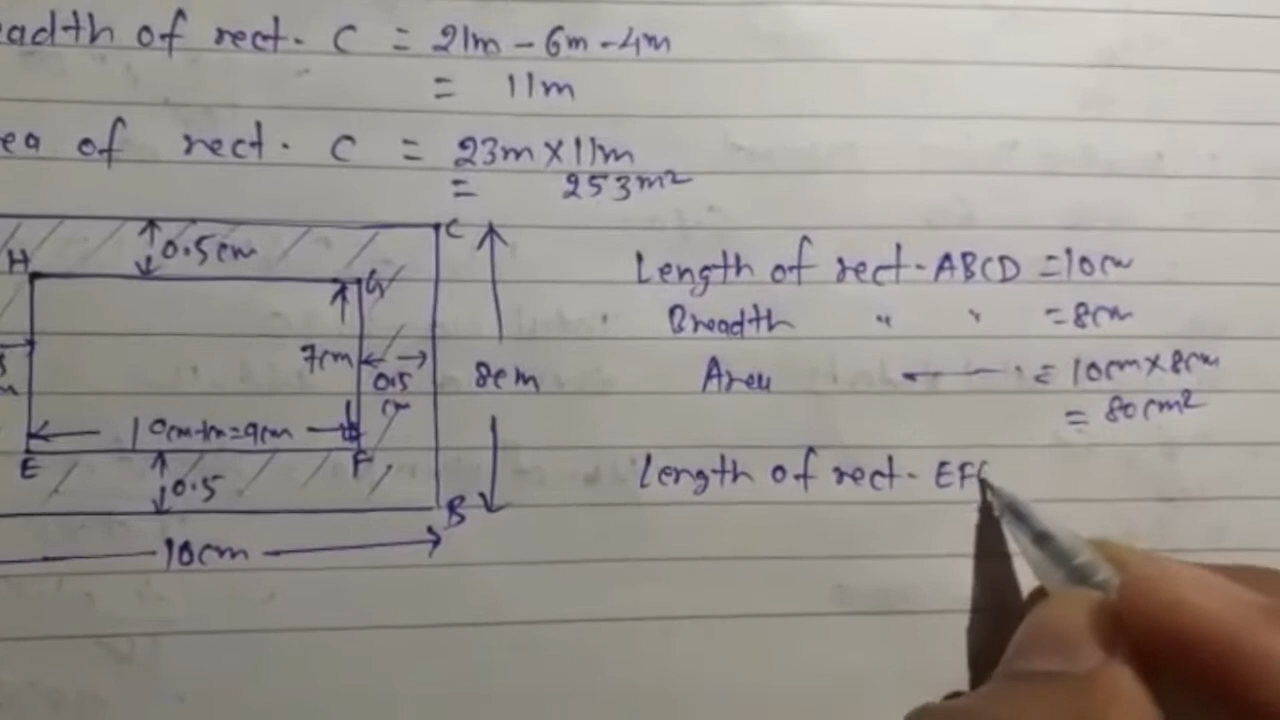 eadth of rect. C = 21m - 6m - 4m
= 11m
ea of rect. C = 23m × 11m
= 253m²
C
H 0.5cm
G
7cm
0.5
cm
8cm
10cm-1cm=9cm
E F
0.5
B
10cm
Length of rect. ABCD = 10cm
Breadth " " = 8cm
Area = 10cm×8cm
= 80cm²
Length of rect. EF